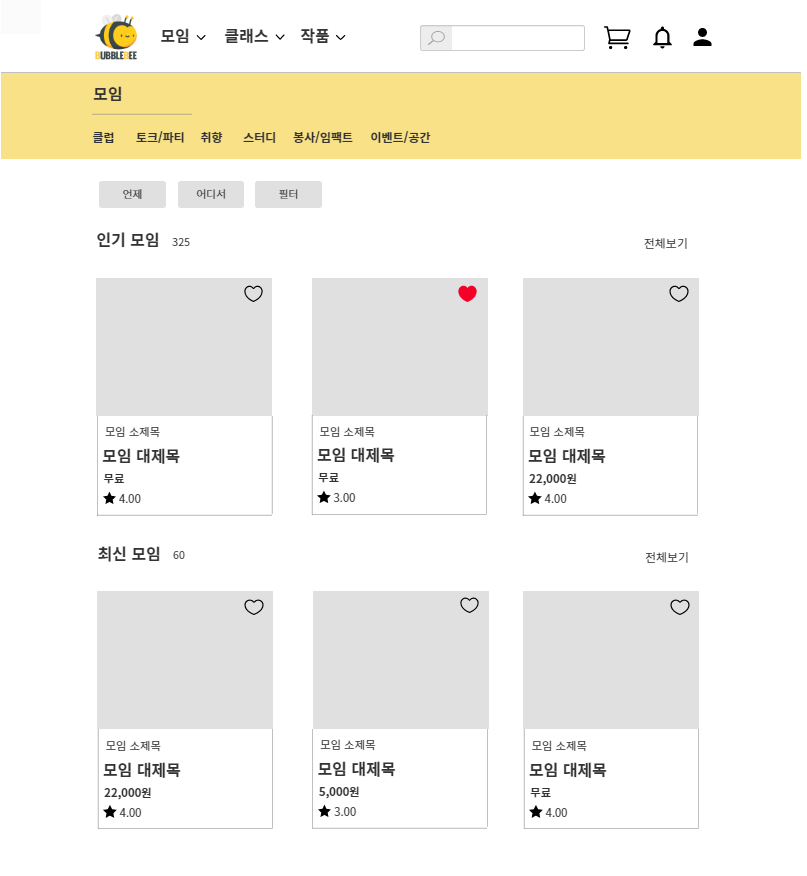 BUBBLEBEE
모임 클래스 작품
모임
클럽 토크/파티 취향 스터디 봉사/임팩트 이벤트/공간
언제 어디서 필터
인기 모임 325 전체보기
모임 소제목 모임 소제목 모임 소제목
모임 대제목 모임 대제목 모임 대제목
무료 무료 22,000원
4.00 3.00 4.00
최신 모임 60 전체보기
모임 소제목 모임 소제목 모임 소제목
모임 대제목 모임 대제목 모임 대제목
22,000원 5,000원 무료
4.00 3.00 4.00